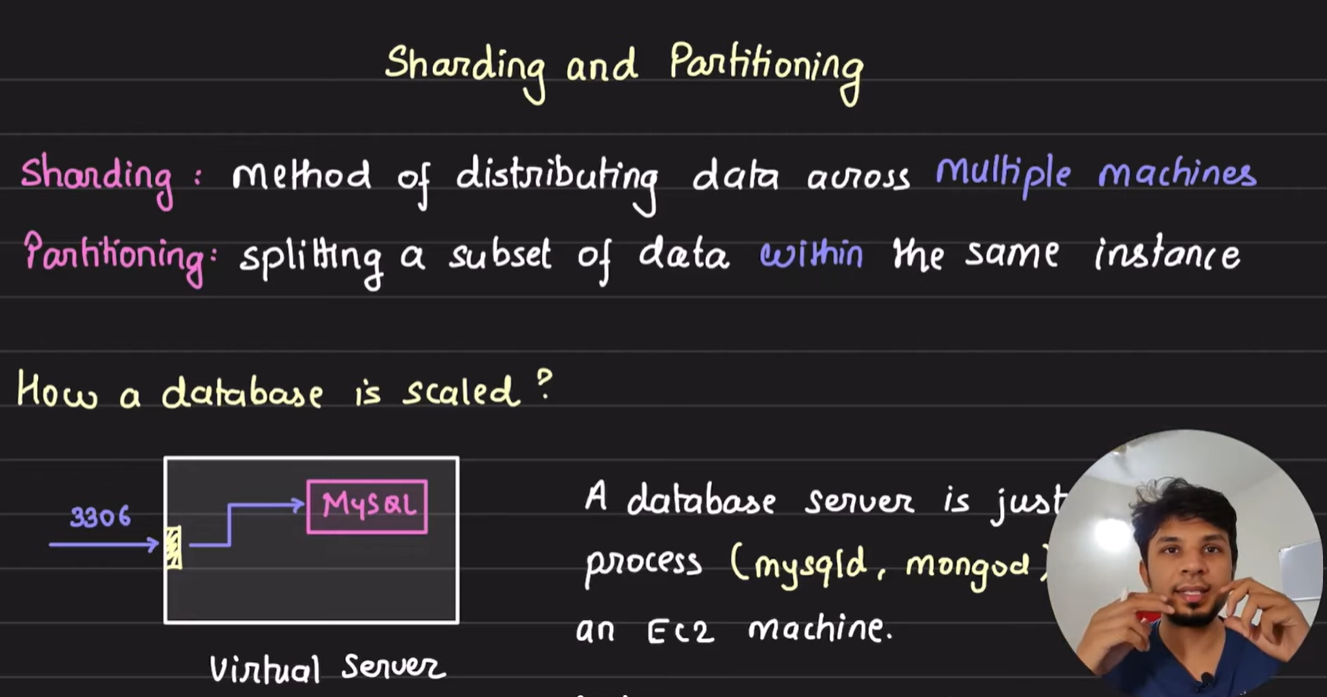 Sharding and Partitioning
Sharding: method of distributing data across multiple machines
Partitioning: splitting a subset of data within the same instance
How a database is scaled?
3306
MySQL
Virtual Server
A database server is just
process (mysqld, mongod)
an EC2 machine.